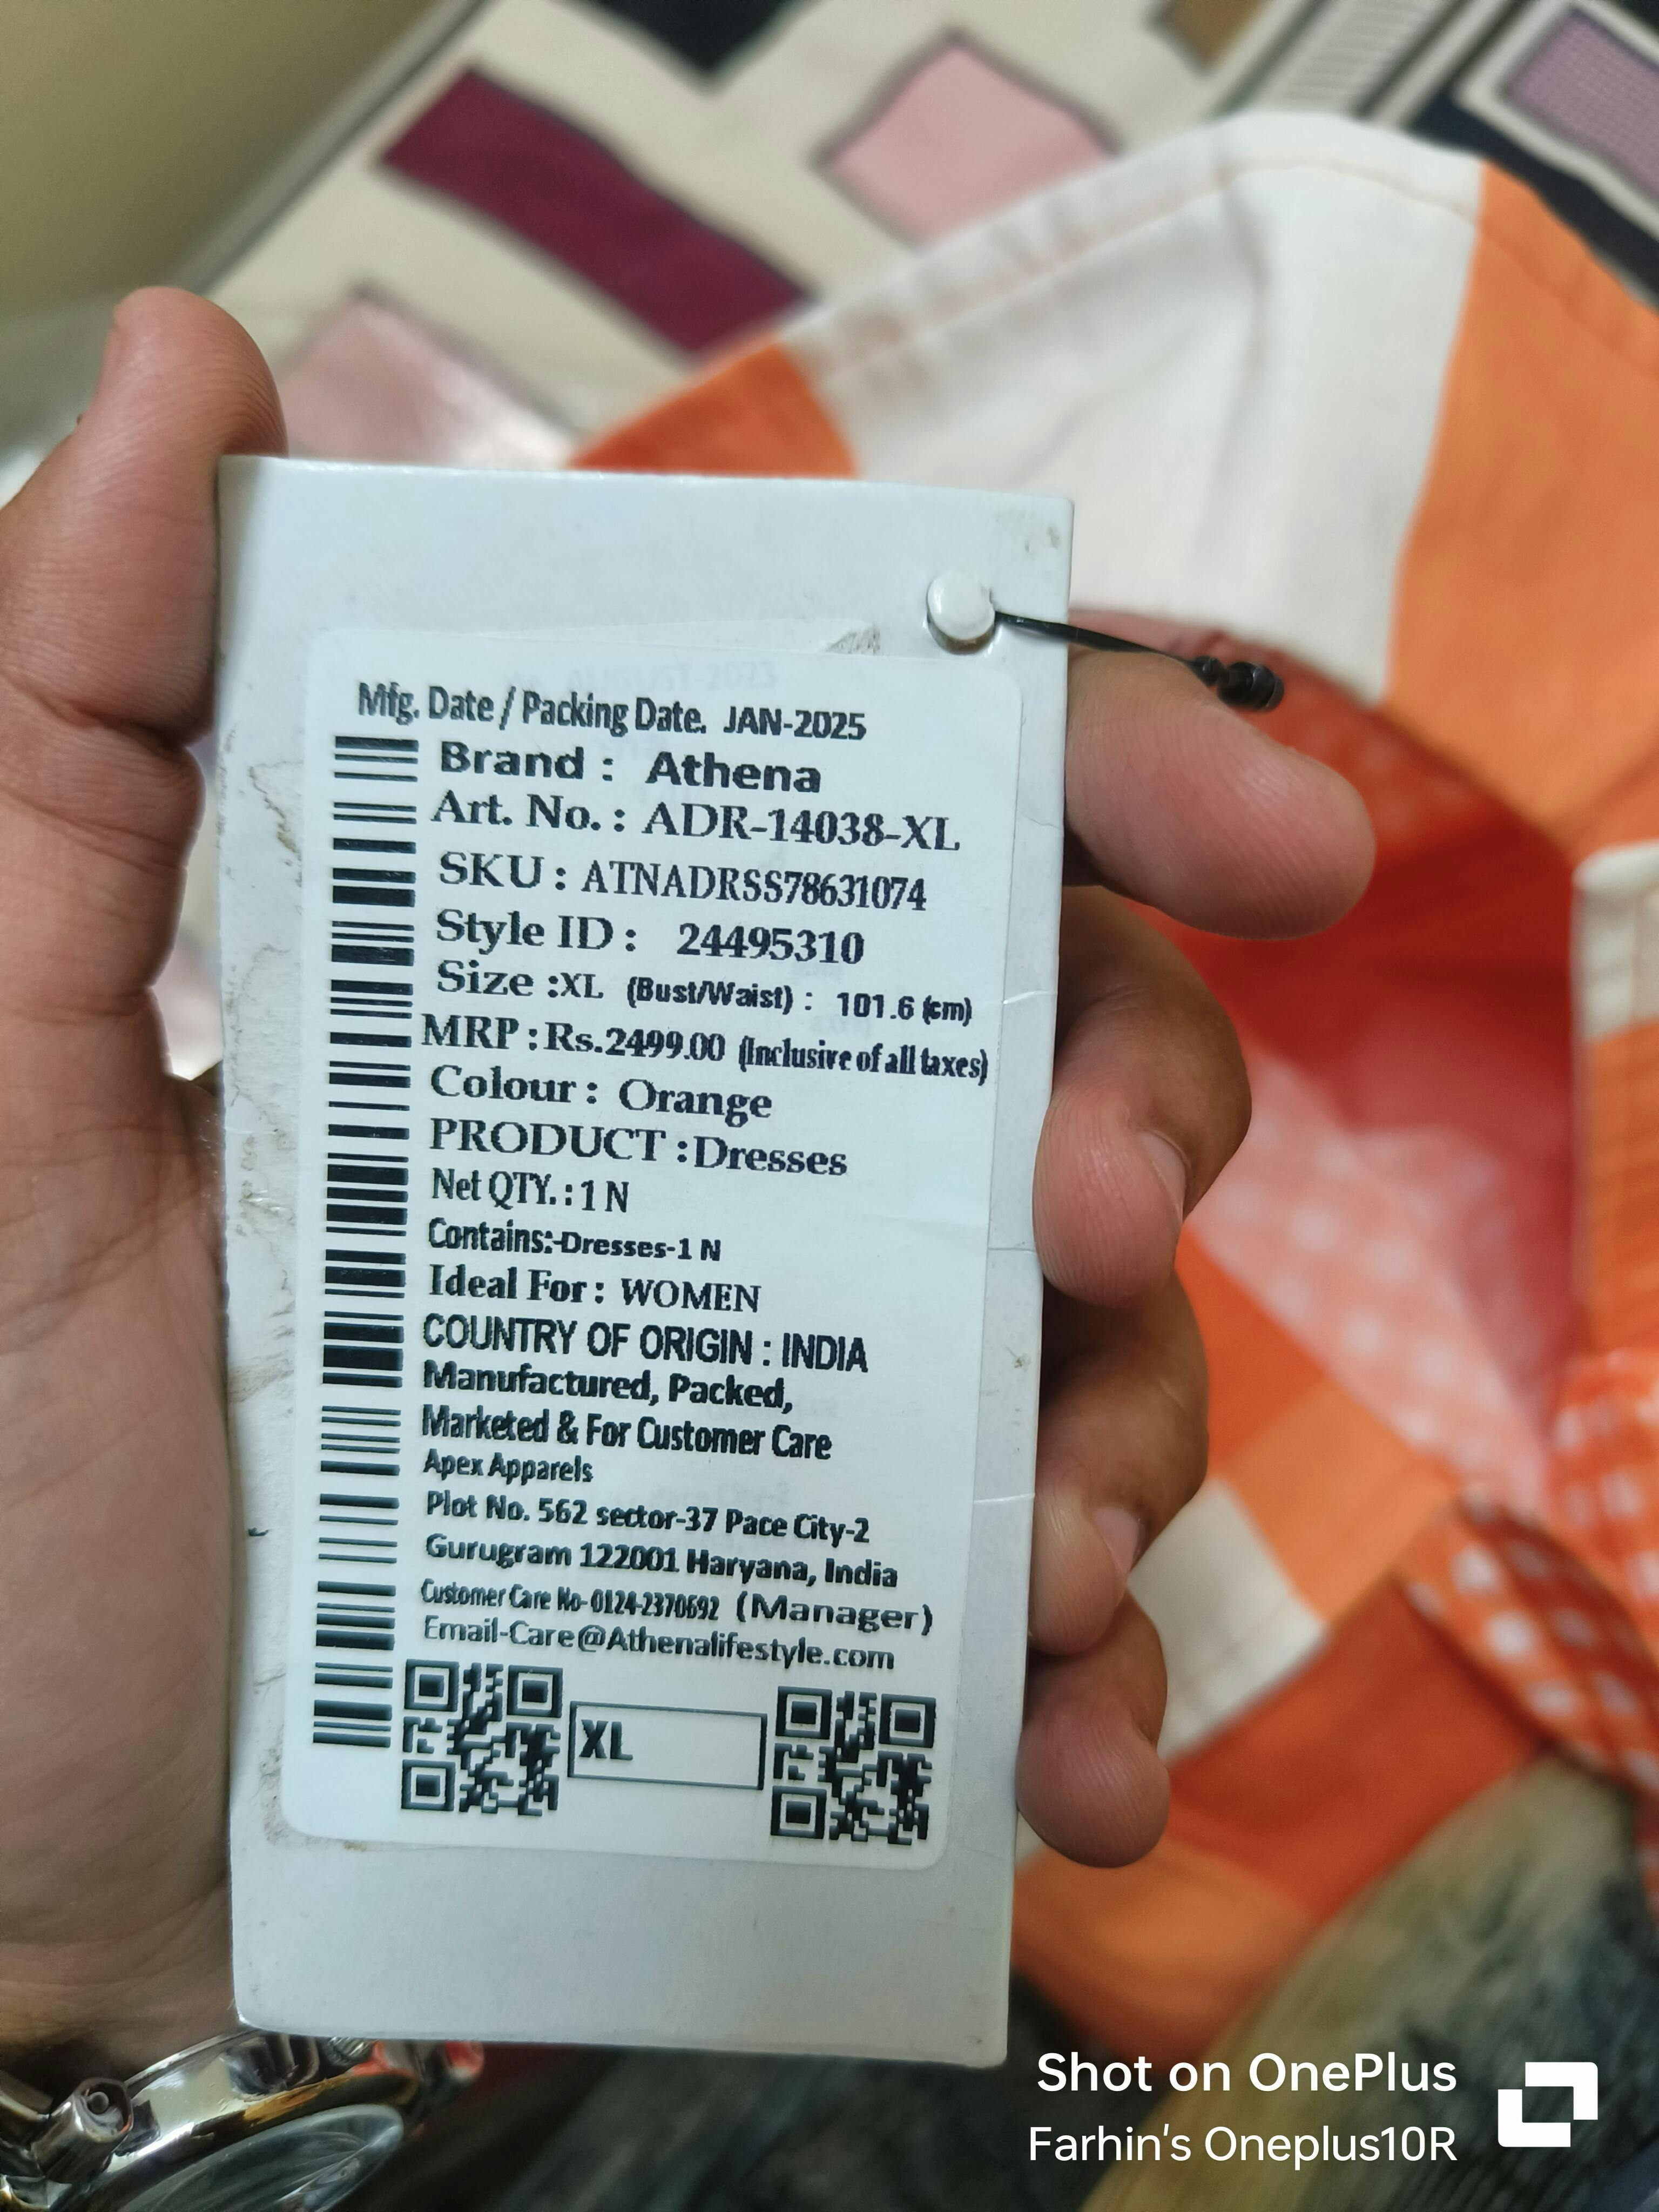 AUGUST-2023
Mfg. Date / Packing Date. JAN-2025
Brand : Athena
Art. No. : ADR-14038-XL
SKU : ATNADRSS78631074
Style ID : 24495310
Size :XL (Bust/Waist) : 101.6 (cm)
MRP :Rs.2499.00 (Inclusive of all taxes)
Colour : Orange
PRODUCT :Dresses
Net QTY. : 1 N
Contains:-Dresses-1 N
Ideal For : WOMEN
COUNTRY OF ORIGIN : INDIA
Manufactured, Packed,
Marketed & For Customer Care
Apex Apparels
Plot No. 562 sector-37 Pace City-2
Gurugram 122001 Haryana, India
Customer Care No- 0124-2370692 (Manager)
Email-Care@Athenalifestyle.com
XL
Shot on OnePlus
Farhin's Oneplus10R